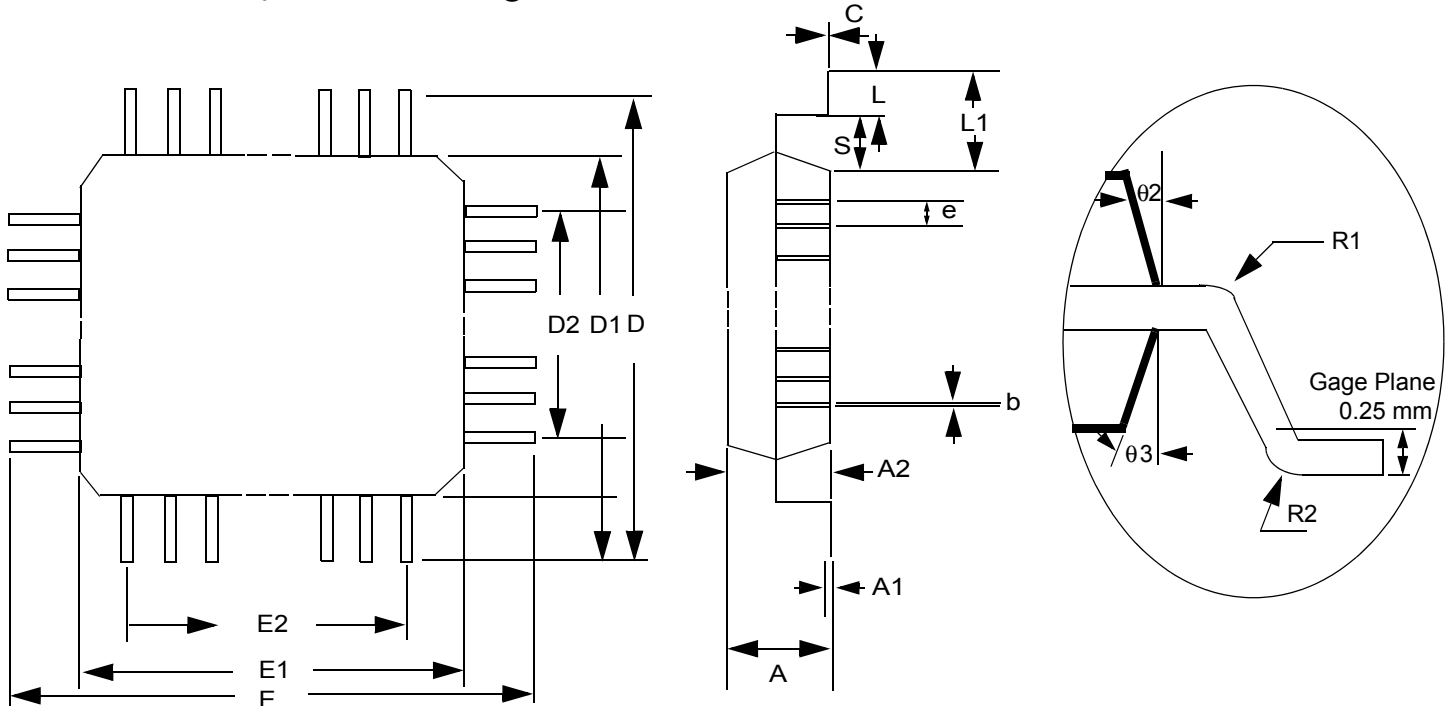 C
L
L1
S
e
θ2
R1
D2 D1 D
Gage Plane
0.25 mm
b
θ3
A2
R2
A1
E2
E1
A